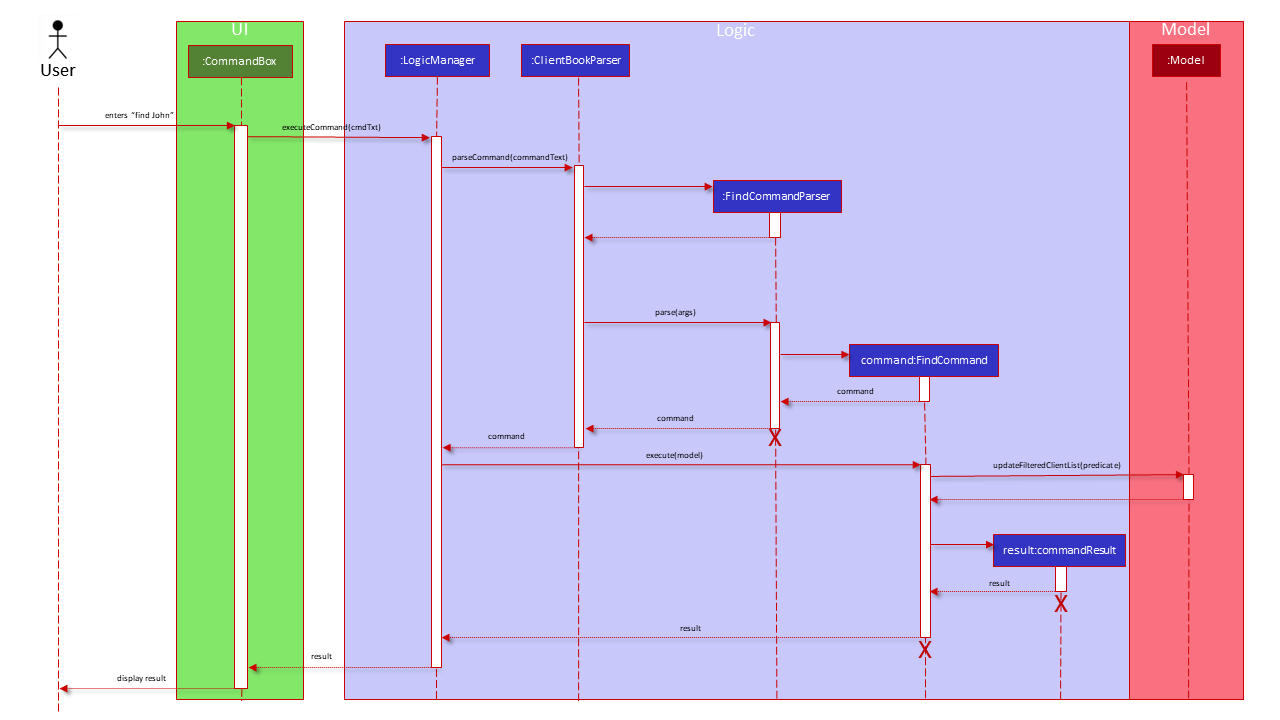 UI
Logic
Model
User
:CommandBox
:LogicManager
:ClientBookParser
:Model
enters “find John”
executeCommand(cmdTxt)
parseCommand(commandText)
:FindCommandParser
parse(args)
command:FindCommand
command
command
command
execute(model)
updateFilteredClientList(predicate)
result:commandResult
result
result
result
display result
X
X
X